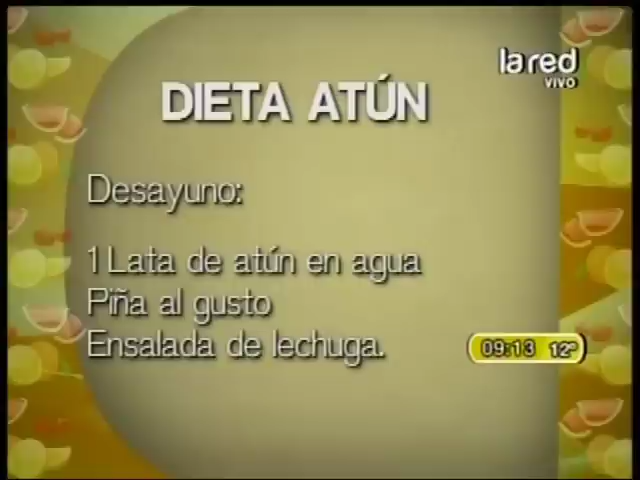 la red
VIVO
DIETA ATÚN
Desayuno:
1 Lata de atún en agua
Piña al gusto
Ensalada de lechuga.
09:13 12°